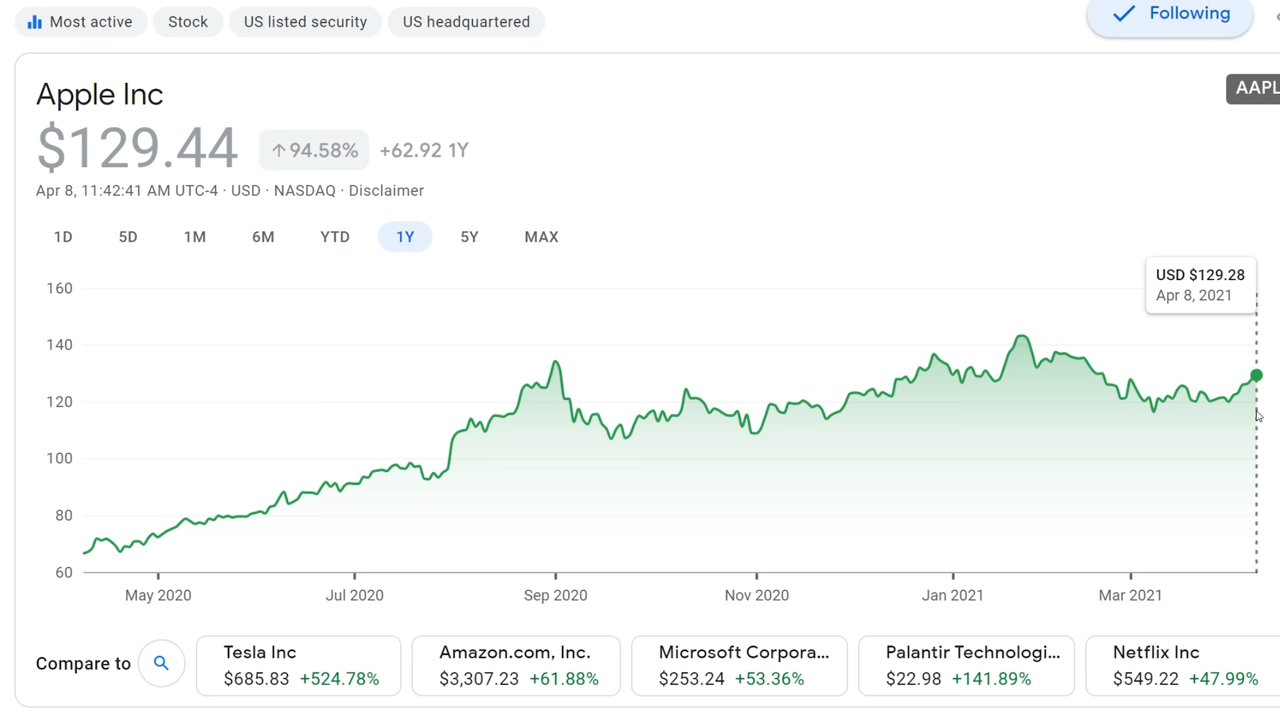 Most active Stock US listed security US headquartered Following
Apple Inc AAPL
$129.44 ↑ 94.58% +62.92 1Y
Apr 8, 11:42:41 AM UTC-4 · USD · NASDAQ · Disclaimer
1D 5D 1M 6M YTD 1Y 5Y MAX
USD $129.28
Apr 8, 2021
160
140
120
100
80
60
May 2020 Jul 2020 Sep 2020 Nov 2020 Jan 2021 Mar 2021
Compare to
Tesla Inc
$685.83 +524.78%
Amazon.com, Inc.
$3,307.23 +61.88%
Microsoft Corpora...
$253.24 +53.36%
Palantir Technologi...
$22.98 +141.89%
Netflix Inc
$549.22 +47.99%